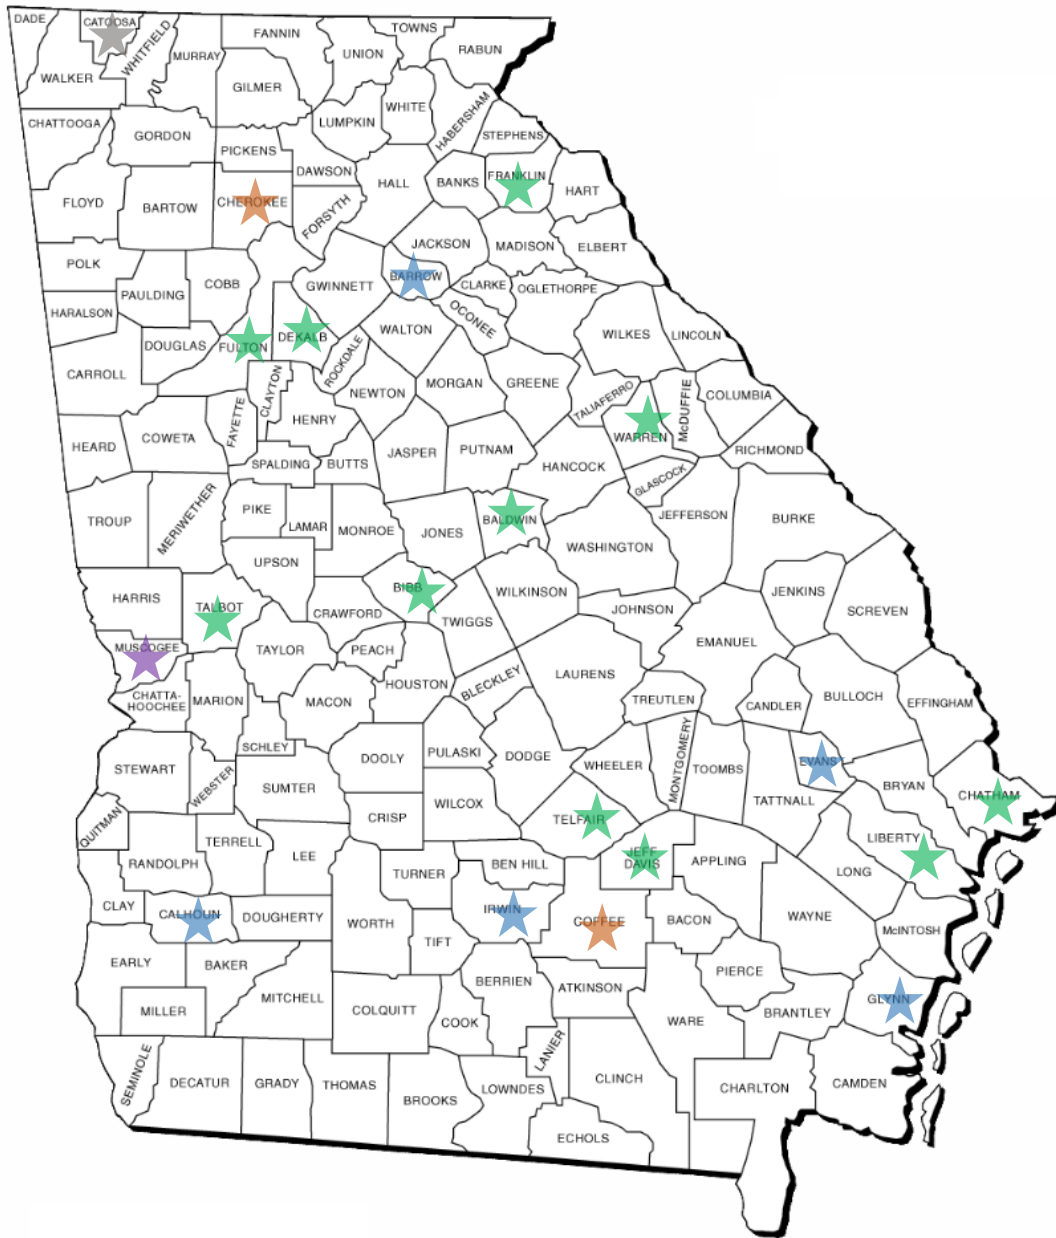 DADE
CATOOSA
WHITFIELD
MURRAY
FANNIN
UNION
TOWNS
RABUN
WALKER
GILMER
LUMPKIN
WHITE
HABERSHAM
CHATTOOGA
GORDON
PICKENS
DAWSON
STEPHENS
FLOYD
BARTOW
CHEROKEE
FORSYTH
HALL
BANKS
FRANKLIN
HART
POLK
PAULDING
COBB
GWINNETT
JACKSON
BARROW
MADISON
ELBERT
HARALSON
CLARKE
OCONEE
OGLETHORPE
DOUGLAS
FULTON
DEKALB
ROCKDALE
WALTON
WILKES
LINCOLN
CARROLL
CLAYTON
NEWTON
MORGAN
GREENE
TALIAFERRO
McDUFFIE
COLUMBIA
HEARD
COWETA
FAYETTE
HENRY
WARREN
RICHMOND
SPALDING
BUTTS
JASPER
PUTNAM
HANCOCK
GLASCOCK
TROUP
MERIWETHER
PIKE
LAMAR
MONROE
JONES
BALDWIN
WASHINGTON
JEFFERSON
BURKE
UPSON
HARRIS
TALBOT
CRAWFORD
BIBB
TWIGGS
WILKINSON
JOHNSON
JENKINS
SCREVEN
EMANUEL
MUSCOGEE
TAYLOR
PEACH
HOUSTON
BLECKLEY
LAURENS
TREUTLEN
CANDLER
BULLOCH
EFFINGHAM
CHATTA-
HOOCHEE
MARION
MACON
SCHLEY
DOOLY
PULASKI
DODGE
WHEELER
MONTGOMERY
TOOMBS
EVANS
BRYAN
CHATHAM
STEWART
WEBSTER
SUMTER
WILCOX
TATTNALL
QUITMAN
CRISP
TELFAIR
LIBERTY
RANDOLPH
TERRELL
LEE
TURNER
BEN HILL
JEFF
DAVIS
APPLING
LONG
CLAY
CALHOUN
DOUGHERTY
WORTH
TIFT
IRWIN
COFFEE
BACON
WAYNE
McINTOSH
EARLY
BAKER
MITCHELL
BERRIEN
ATKINSON
PIERCE
MILLER
COLQUITT
COOK
WARE
BRANTLEY
GLYNN
SEMINOLE
DECATUR
GRADY
THOMAS
BROOKS
LOWNDES
LANIER
CLINCH
CHARLTON
CAMDEN
ECHOLS